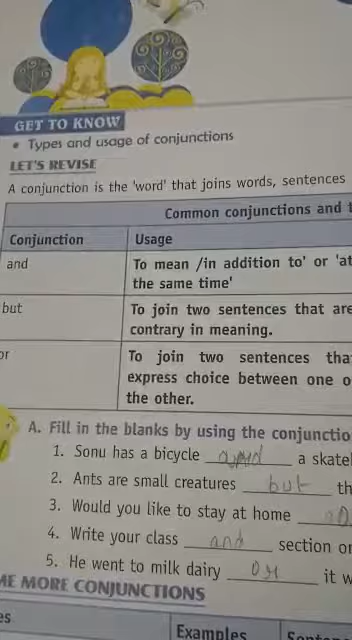 GET TO KNOW
• Types and usage of conjunctions
LET'S REVISE
A conjunction is the 'word' that joins words, sentences
Common conjunctions and t
Conjunction Usage
and To mean /in addition to' or 'at
the same time'
but To join two sentences that are
contrary in meaning.
or To join two sentences tha
express choice between one o
the other.
A. Fill in the blanks by using the conjunctio
1. Sonu has a bicycle and a skate
2. Ants are small creatures but th
3. Would you like to stay at home
4. Write your class and section or
5. He went to milk dairy or it w
ME MORE CONJUNCTIONS
es Examples Senten